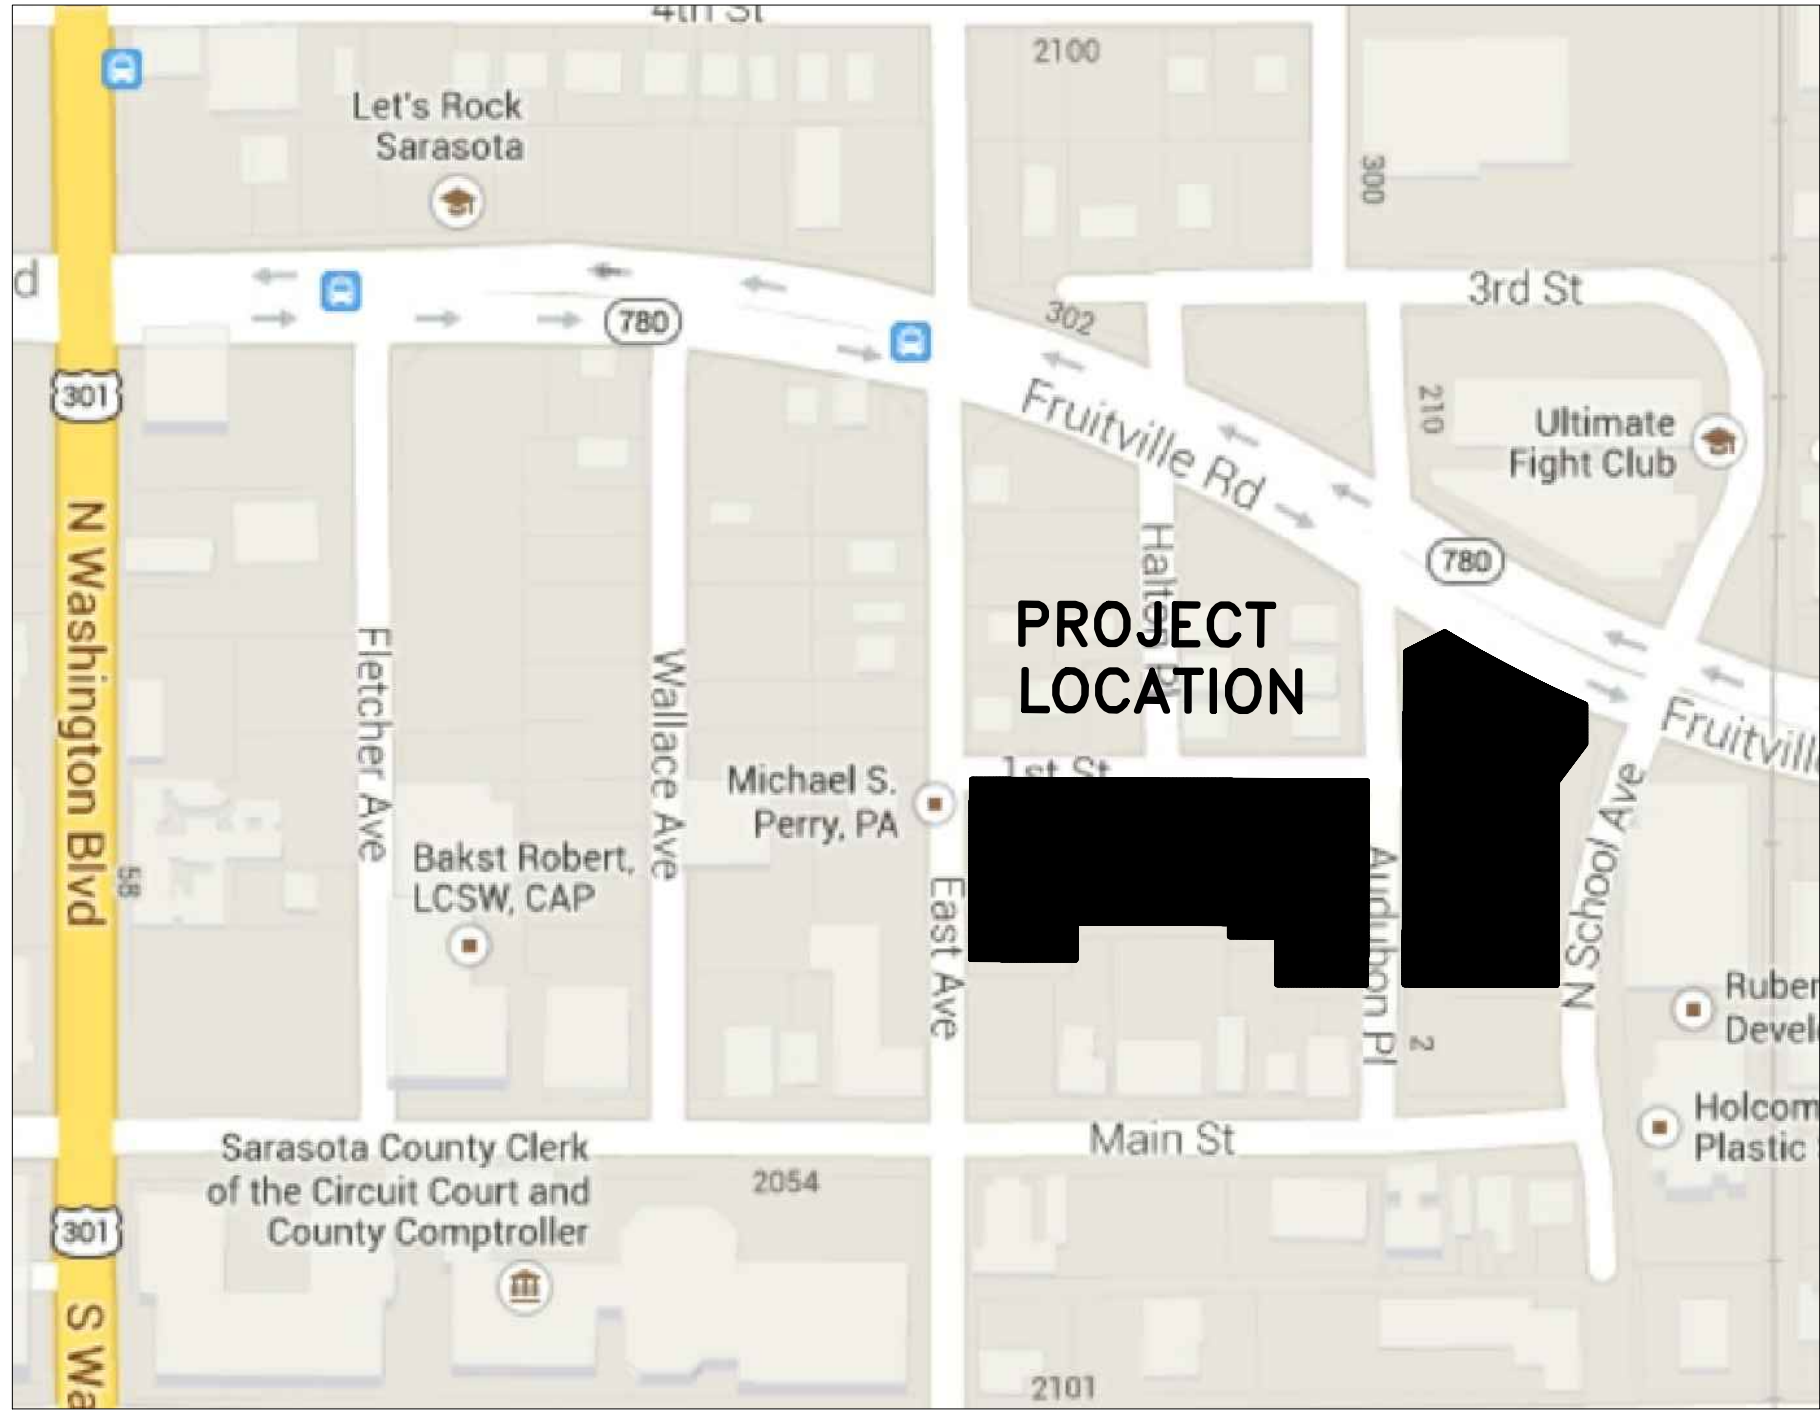 4th St
2100
Let's Rock
Sarasota
300
d
3rd St
302
780
301
Fruitville Rd
210
Ultimate
Fight Club
N Washington Blvd
Halton Pl
780
PROJECT
LOCATION
Fletcher Ave
Wallace Ave
Fruitvill
1st St
Michael S.
Perry, PA
N School Ave
Bakst Robert,
LCSW, CAP
58
East Ave
Audubon Pl
2
Ruber
Develo
Holcom
Plastic
Main St
Sarasota County Clerk
of the Circuit Court and
County Comptroller
2054
301
S Wa
2101